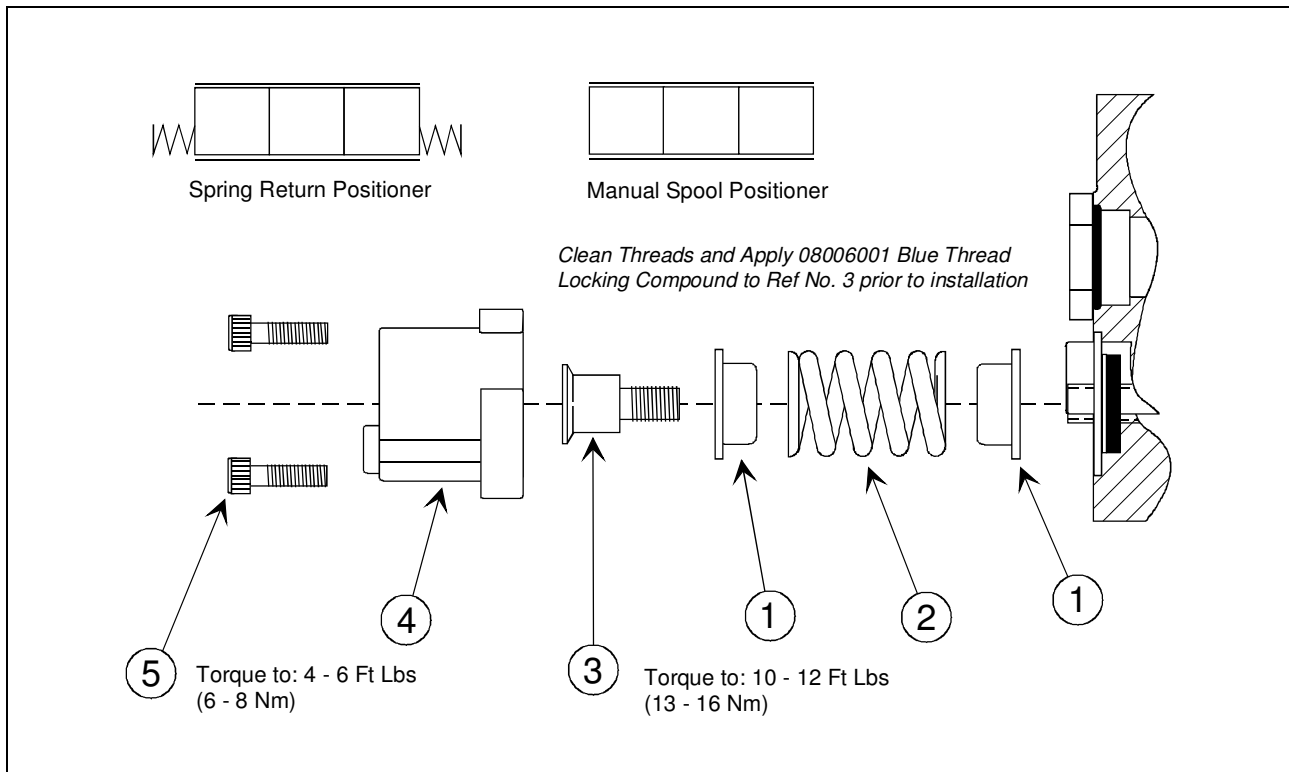 Spring Return Positioner
Manual Spool Positioner
Clean Threads and Apply 08006001 Blue Thread
Locking Compound to Ref No. 3 prior to installation
1
2
1
4
3
5
Torque to: 4 - 6 Ft Lbs
(6 - 8 Nm)
Torque to: 10 - 12 Ft Lbs
(13 - 16 Nm)